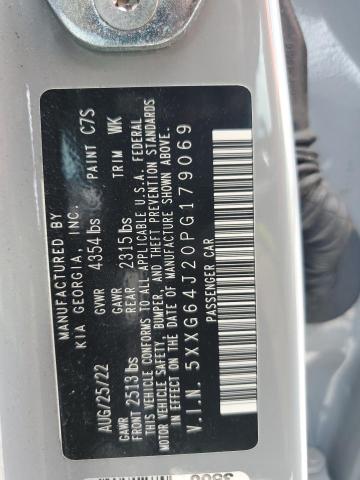 MANUFACTURED BY
KIA GEORGIA, INC.
AUG/25/22 GVWR 4354 lbs PAINT C7S
GAWR FRONT 2513 lbs GAWR REAR 2315 lbs TRIM WK
THIS VEHICLE CONFORMS TO ALL APPLICABLE U.S.A. FEDERAL
MOTOR VEHICLE SAFETY, BUMPER, AND THEFT PREVENTION STANDARDS
IN EFFECT ON THE DATE OF MANUFACTURE SHOWN ABOVE.
V.I.N. 5XXG64J20PG179069
PASSENGER CAR